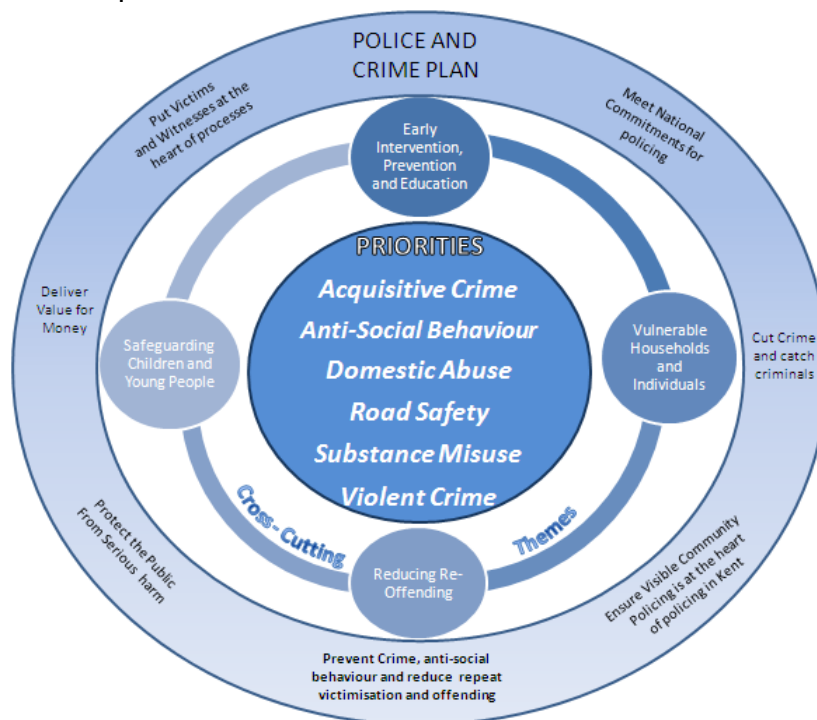 POLICE AND
CRIME PLAN
Put Victims
and Witnesses at the
heart of processes
Meet National
Commitments for
policing
Early
Intervention,
Prevention
and Education
PRIORITIES
Acquisitive Crime
Anti-Social Behaviour
Domestic Abuse
Road Safety
Substance Misuse
Violent Crime
Deliver
Value for
Money
Safeguarding
Children and
Young People
Vulnerable
Households
and
Individuals
Cut Crime
and catch
criminals
Cross-Cutting
Themes
Reducing Re-
Offending
Protect the Public
From Serious harm
Ensure Visible Community
Policing is at the heart
of policing in Kent
Prevent Crime, anti-social
behaviour and reduce repeat
victimisation and offending